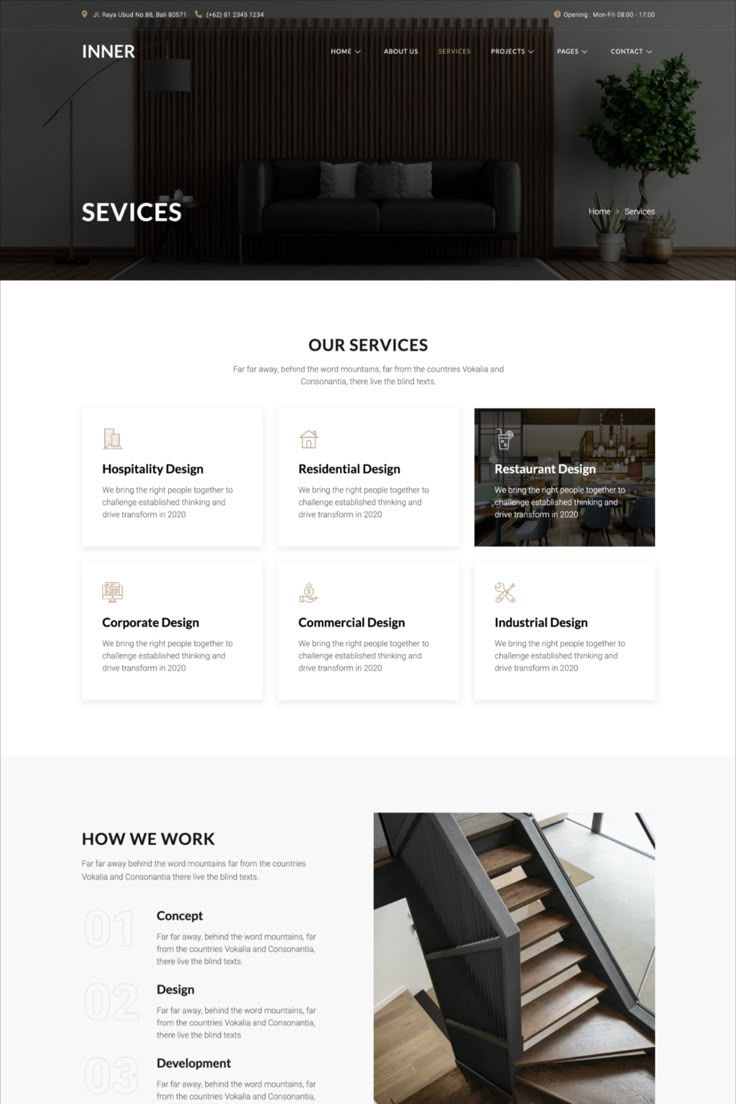 Jl. Raya Ubud No.88, Bali 80571 (+62) 81 2345 1234 Opening : Mon-Fri 08:00 - 17:00
INNER HOME ABOUT US SERVICES PROJECTS PAGES CONTACT
SEVICES Home > Services
OUR SERVICES
Far far away, behind the word mountains, far from the countries Vokalia and
Consonantia, there live the blind texts.
Hospitality Design
We bring the right people together to
challenge established thinking and
drive transform in 2020
Residential Design
We bring the right people together to
challenge established thinking and
drive transform in 2020
Restaurant Design
We bring the right people together to
challenge established thinking and
drive transform in 2020
Corporate Design
We bring the right people together to
challenge established thinking and
drive transform in 2020
Commercial Design
We bring the right people together to
challenge established thinking and
drive transform in 2020
Industrial Design
We bring the right people together to
challenge established thinking and
drive transform in 2020
HOW WE WORK
Far far away behind the word mountains far from the countries
Vokalia and Consonantia there live the blind texts.
01
Concept
Far far away, behind the word mountains, far
from the countries Vokalia and Consonantia,
there live the blind texts.
02
Design
Far far away, behind the word mountains, far
from the countries Vokalia and Consonantia,
there live the blind texts.
03
Development
Far far away, behind the word mountains, far
from the countries Vokalia and Consonantia,